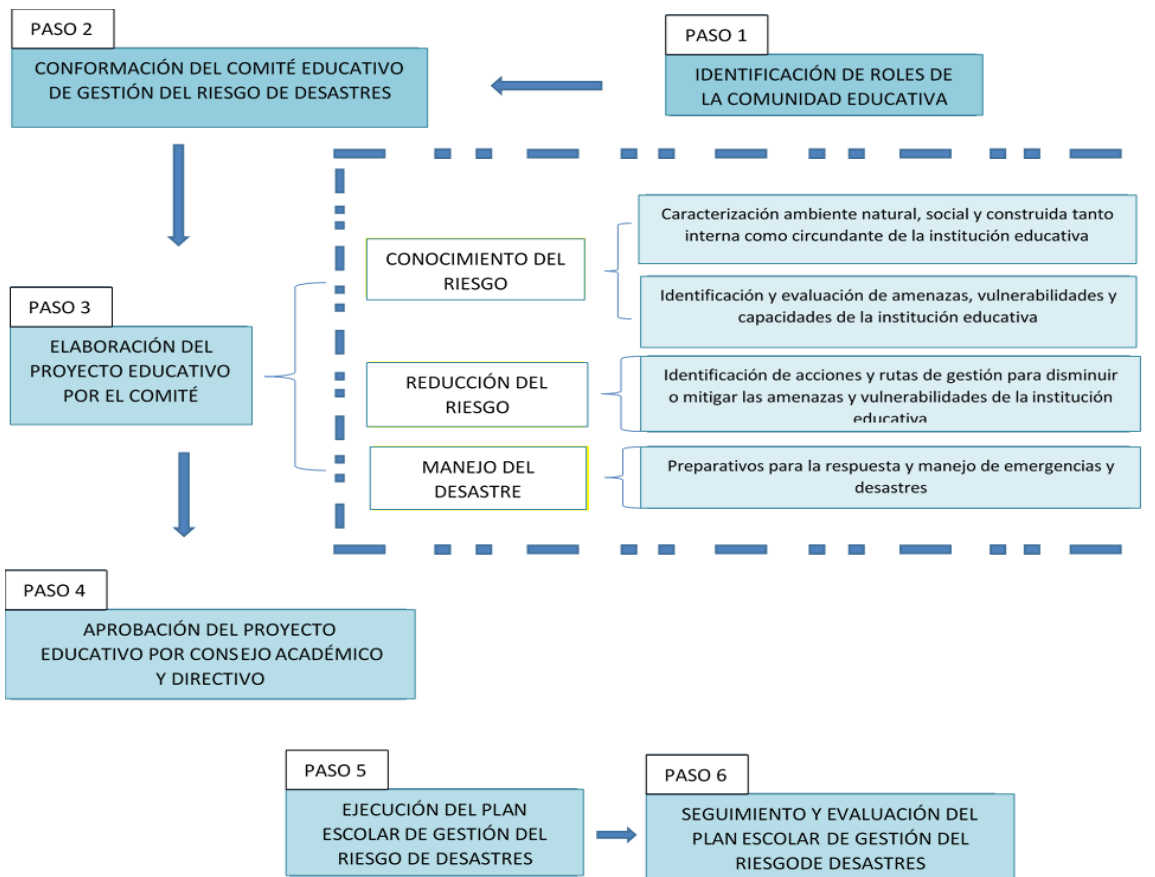 PASO 1
IDENTIFICACIÓN DE ROLES DE
LA COMUNIDAD EDUCATIVA
PASO 2
CONFORMACIÓN DEL COMITÉ EDUCATIVO
DE GESTIÓN DEL RIESGO DE DESASTRES
PASO 3
ELABORACIÓN DEL
PROYECTO EDUCATIVO
POR EL COMITÉ
CONOCIMIENTO DEL
RIESGO
Caracterización ambiente natural, social y construida tanto
interna como circundante de la institución educativa
Identificación y evaluación de amenazas, vulnerabilidades y
capacidades de la institución educativa
REDUCCIÓN DEL
RIESGO
Identificación de acciones y rutas de gestión para disminuir
o mitigar las amenazas y vulnerabilidades de la institución
educativa
MANEJO DEL
DESASTRE
Preparativos para la respuesta y manejo de emergencias y
desastres
PASO 4
APROBACIÓN DEL PROYECTO
EDUCATIVO POR CONSEJO ACADÉMICO
Y DIRECTIVO
PASO 5
EJECUCIÓN DEL PLAN
ESCOLAR DE GESTIÓN DEL
RIESGO DE DESASTRES
PASO 6
SEGUIMIENTO Y EVALUACIÓN DEL
PLAN ESCOLAR DE GESTIÓN DEL
RIESGODE DESASTRES